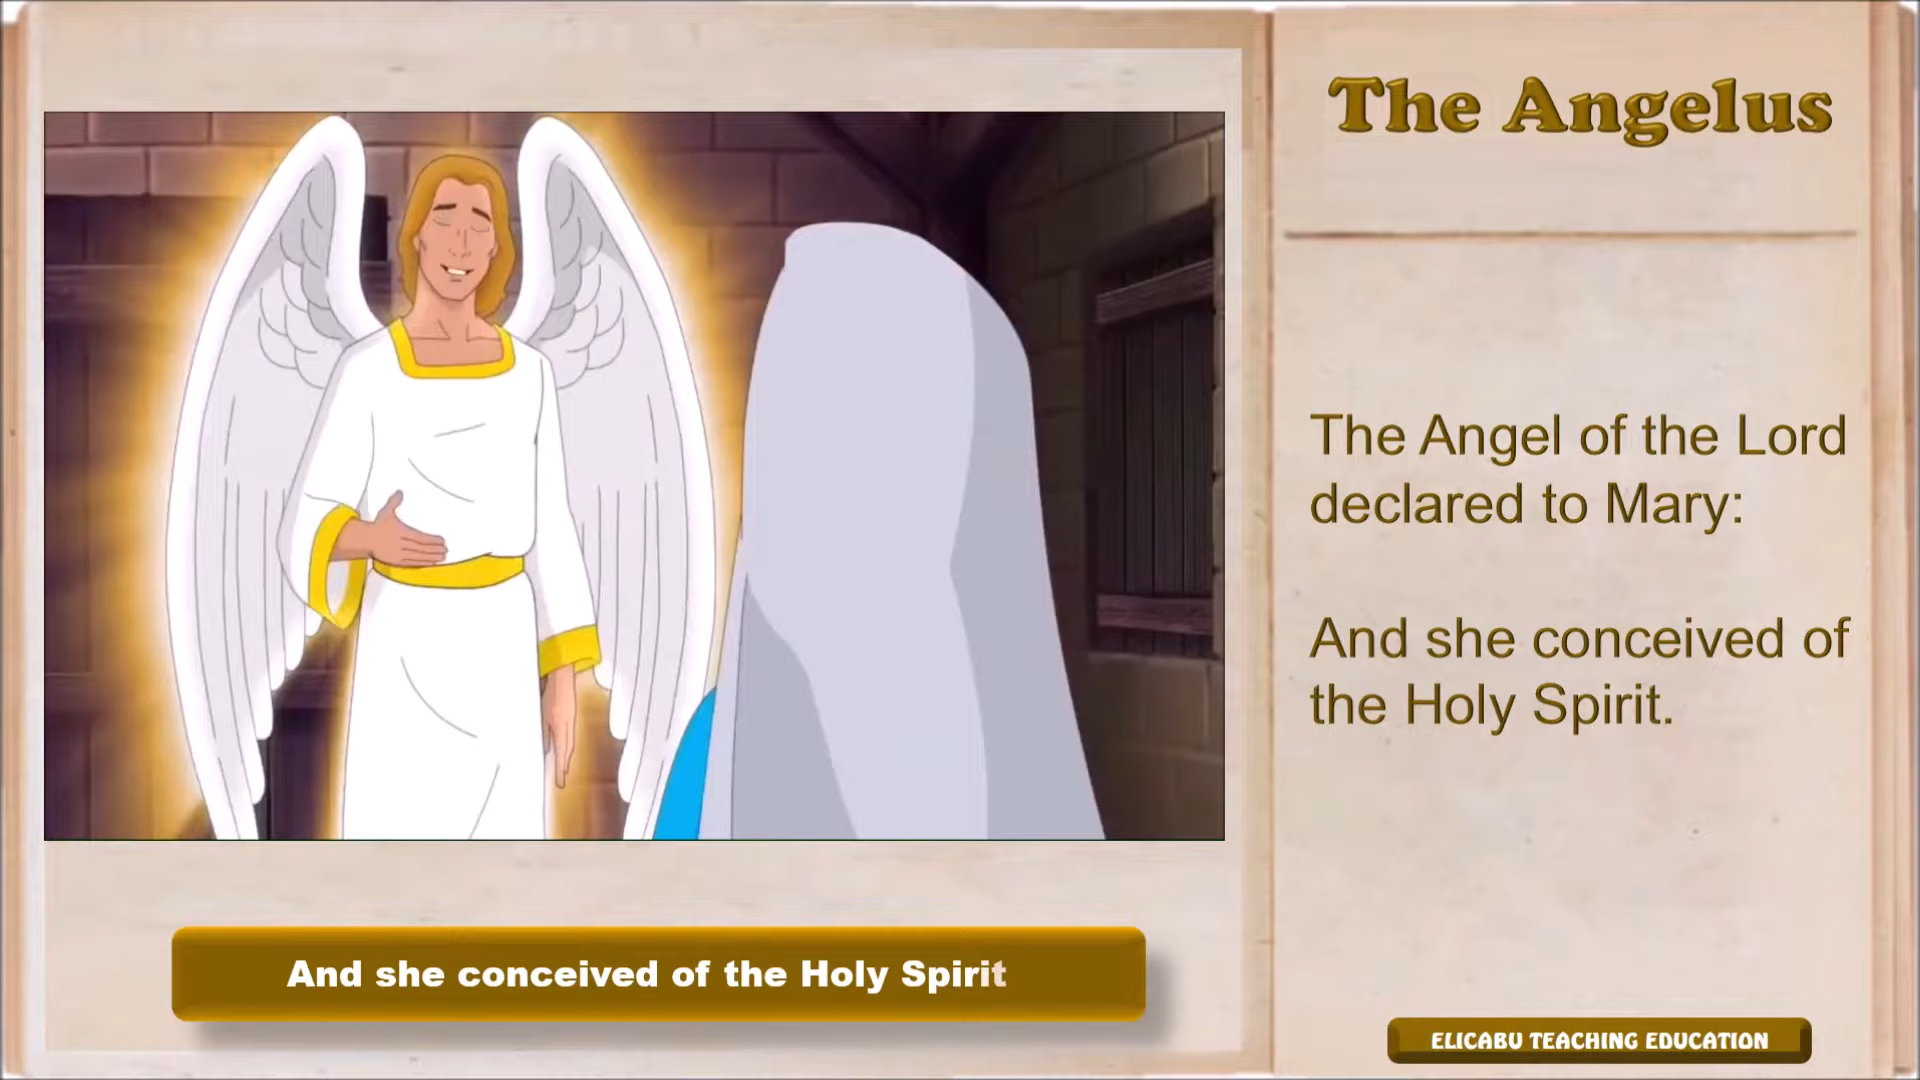 The Angelus
The Angel of the Lord
declared to Mary:
And she conceived of
the Holy Spirit.
And she conceived of the Holy Spirit
ELICABU TEACHING EDUCATION